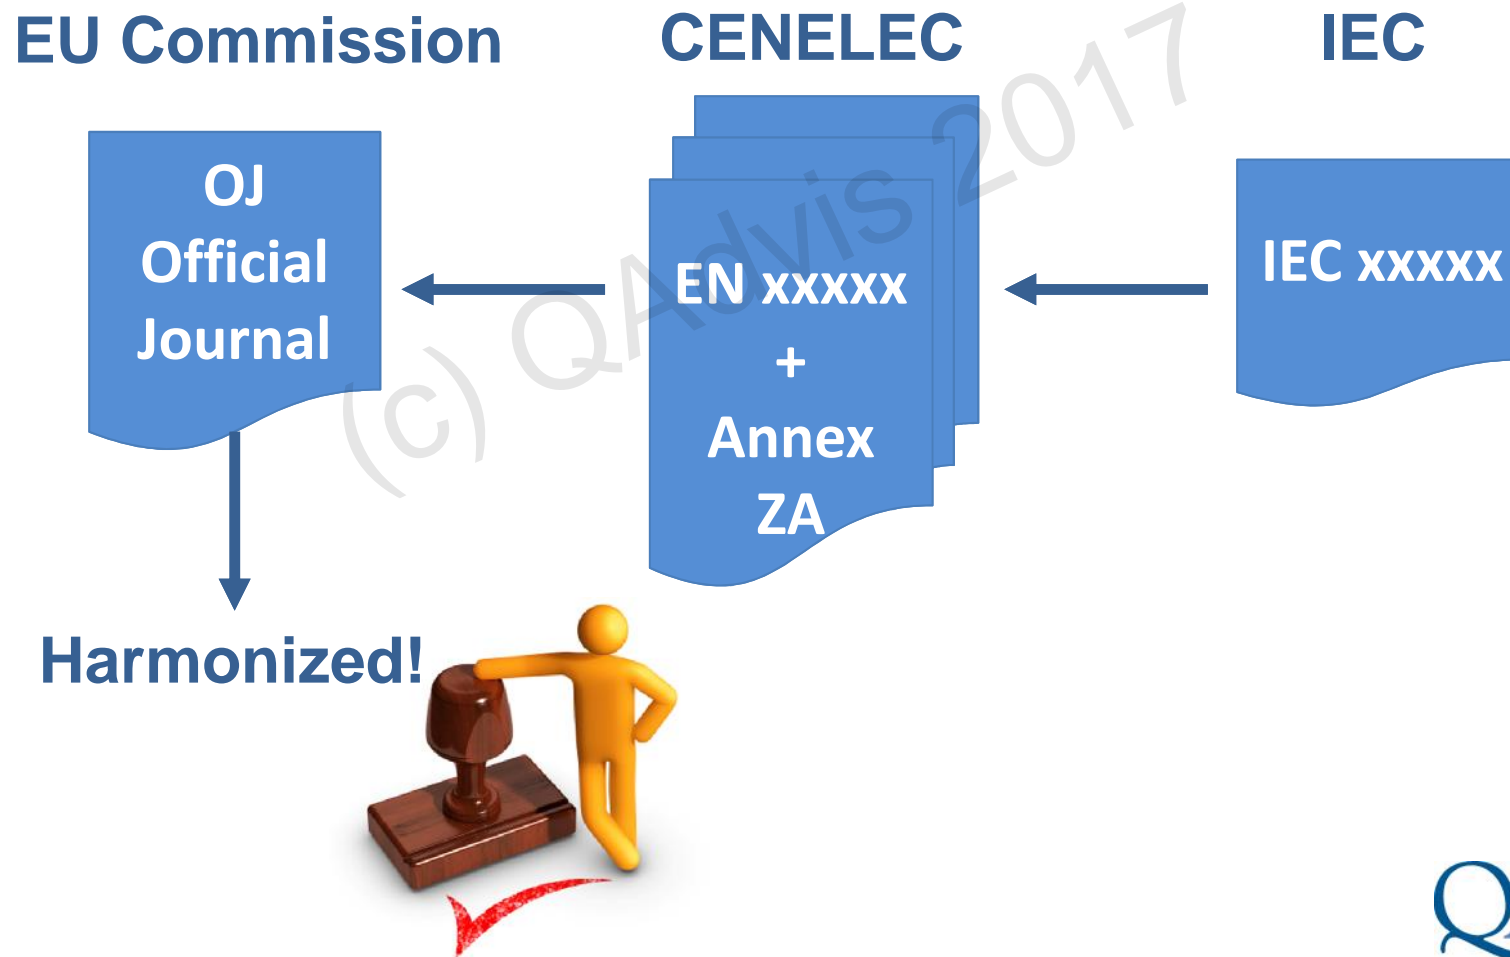 EU Commission
CENELEC
IEC
OJ
Official
Journal
EN xxxxx
+
Annex
ZA
IEC xxxxx
Harmonized!
(c) QAdvis 2017
Q